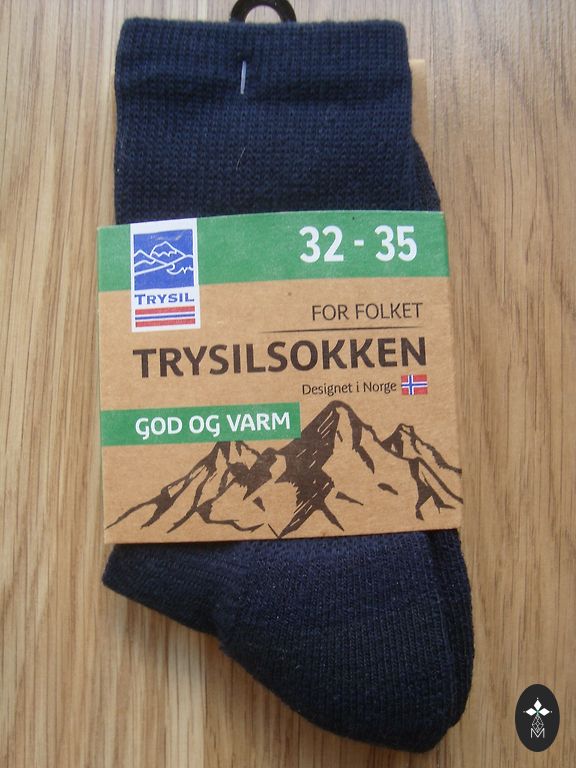 32 - 35
TRYSIL
FOR FOLKET
TRYSILSOKKEN
Designet i Norge
GOD OG VARM
M